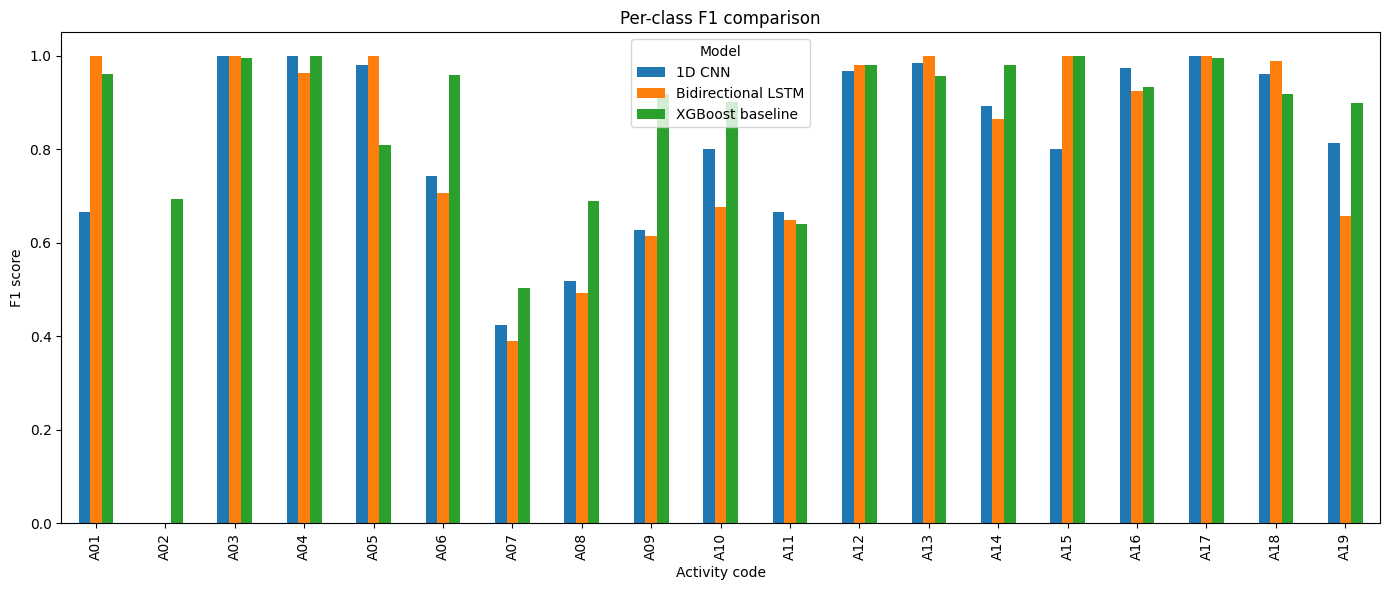 Per-class F1 comparison
Model
1D CNN
Bidirectional LSTM
XGBoost baseline
F1 score
1.0
0.8
0.6
0.4
0.2
0.0
A01 A02 A03 A04 A05 A06 A07 A08 A09 A10 A11 A12 A13 A14 A15 A16 A17 A18 A19
Activity code